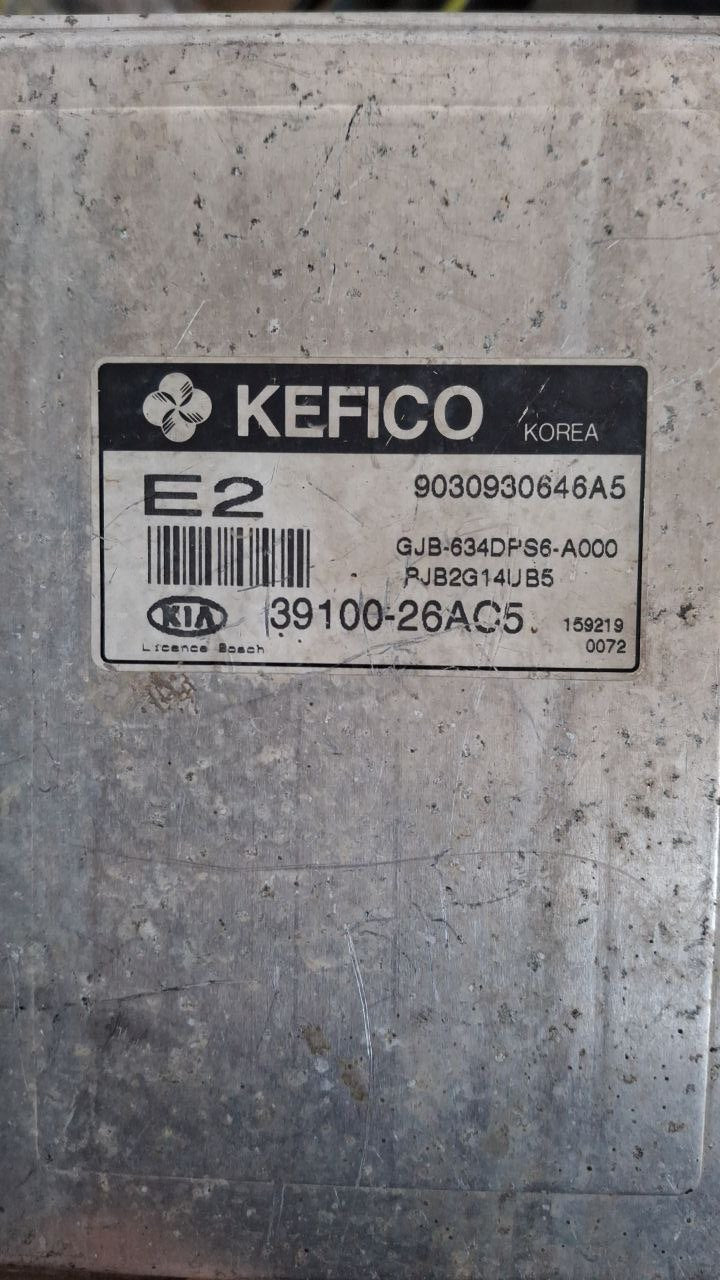 KEFICO KOREA
E2 9030930646A5
GJB-634DPS6-A000
PJB2G14UB5
KIA 39100-26AC5. 159219
Licence Bosch 0072